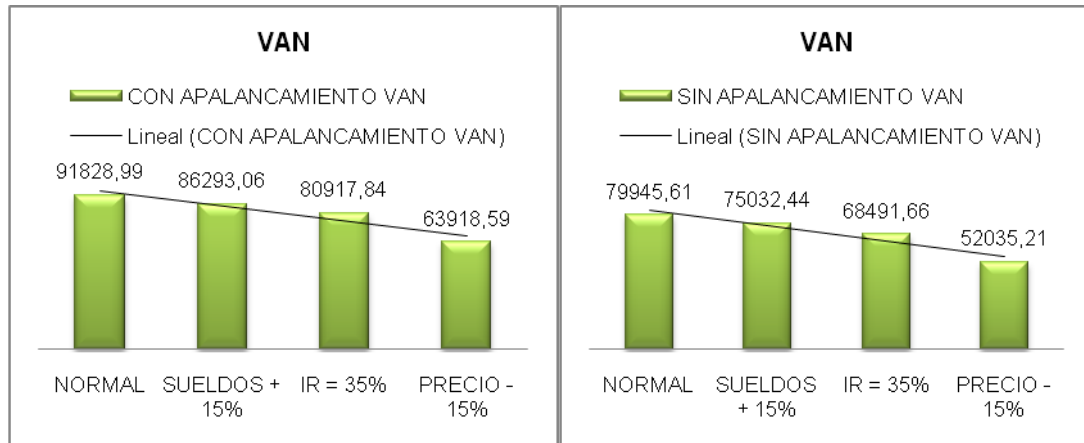 VAN
CON APALANCAMIENTO VAN
Lineal (CON APALANCAMIENTO VAN)
91828,99
86293,06
80917,84
63918,59
NORMAL
SUELDOS +
15%
IR = 35%
PRECIO -
15%
VAN
SIN APALANCAMIENTO VAN
Lineal (SIN APALANCAMIENTO VAN)
79945,61
75032,44
68491,66
52035,21
NORMAL
SUELDOS
+ 15%
IR = 35%
PRECIO -
15%